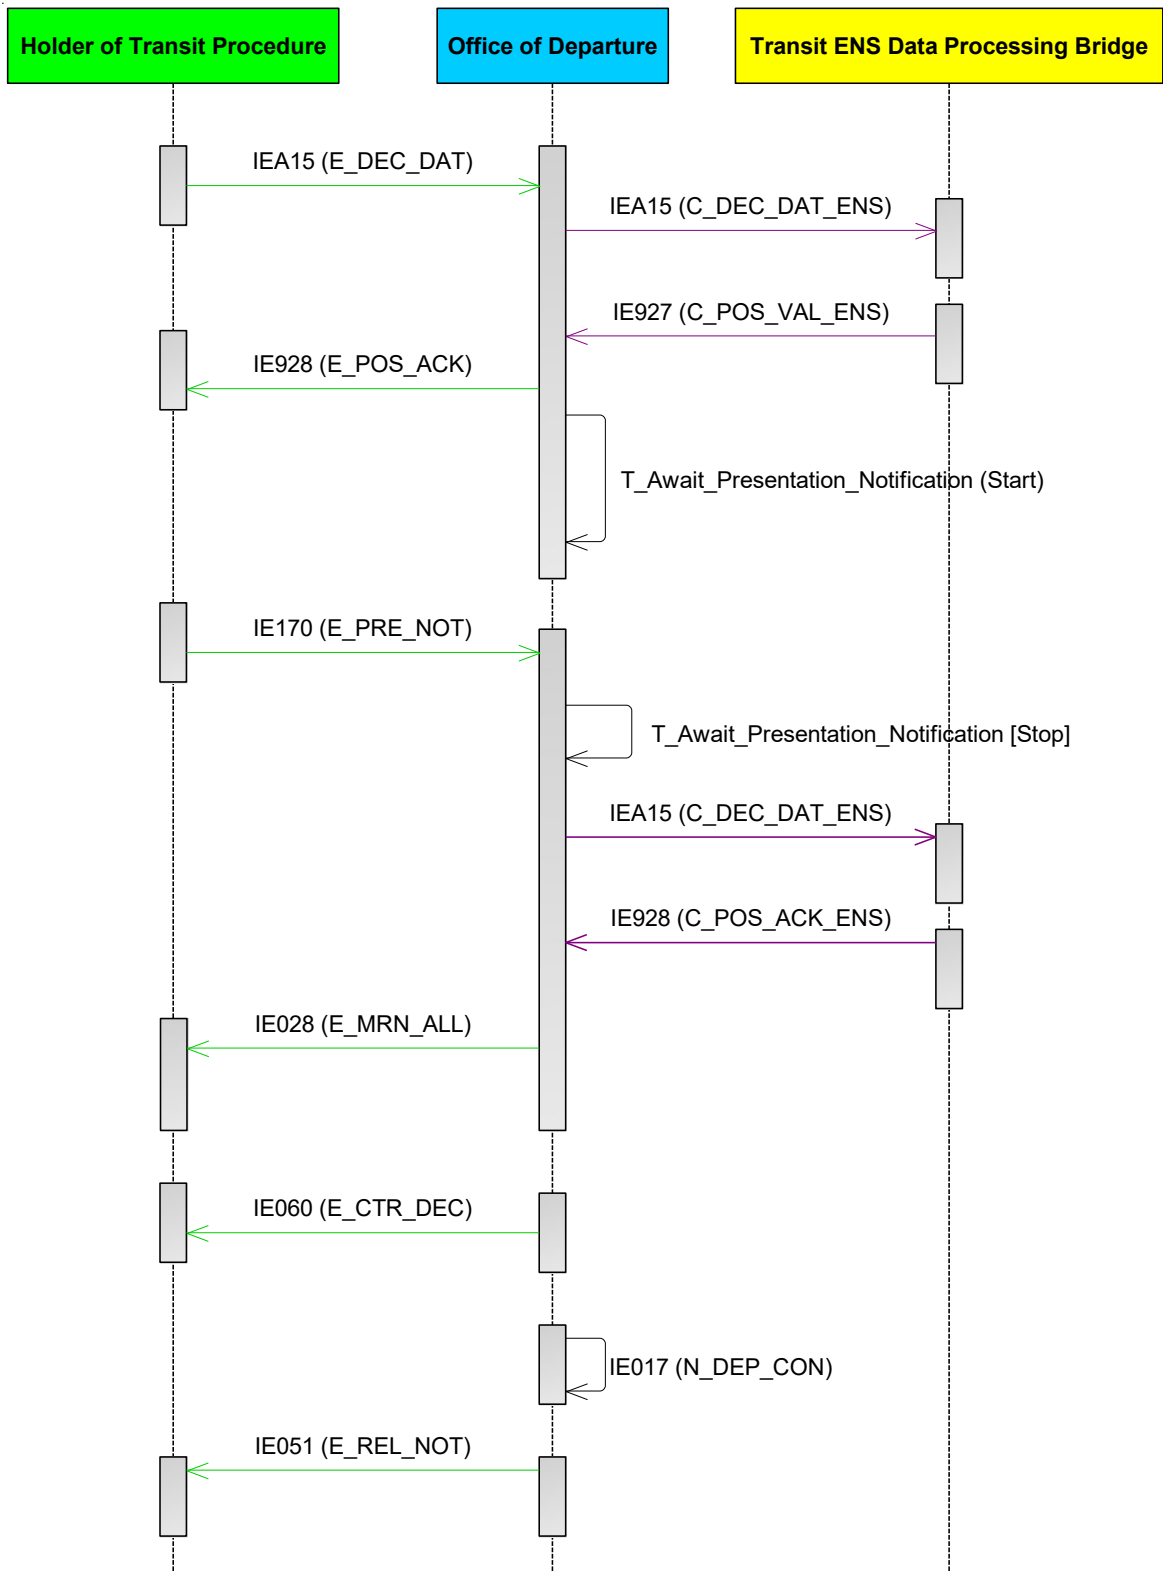 Holder of Transit Procedure
Office of Departure
Transit ENS Data Processing Bridge
IEA15 (E_DEC_DAT)
IEA15 (C_DEC_DAT_ENS)
IE927 (C_POS_VAL_ENS)
IE928 (E_POS_ACK)
T_Await_Presentation_Notification (Start)
IE170 (E_PRE_NOT)
T_Await_Presentation_Notification [Stop]
IEA15 (C_DEC_DAT_ENS)
IE928 (C_POS_ACK_ENS)
IE028 (E_MRN_ALL)
IE060 (E_CTR_DEC)
IE017 (N_DEP_CON)
IE051 (E_REL_NOT)